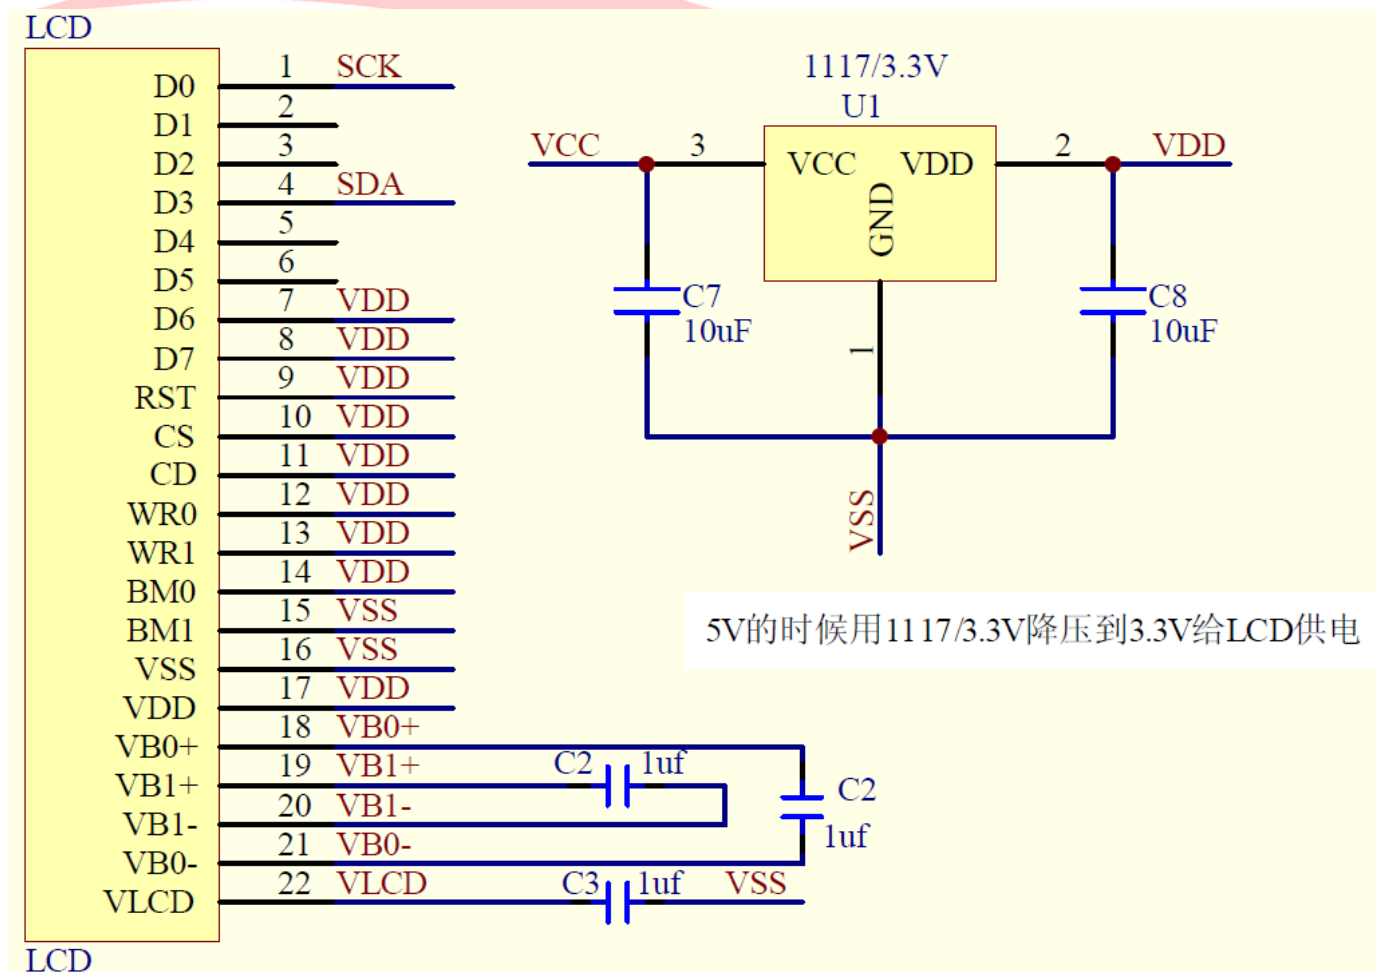 LCD
D0 1 SCK
D1 2
D2 3
D3 4 SDA
D4 5
D5 6
D6 7 VDD
D7 8 VDD
RST 9 VDD
CS 10 VDD
CD 11 VDD
WR0 12 VDD
WR1 13 VDD
BM0 14 VDD
BM1 15 VSS
VSS 16 VSS
VDD 17 VDD
VB0+ 18 VB0+
VB1+ 19 VB1+
VB1- 20 VB1-
VB0- 21 VB0-
VLCD 22 VLCD
LCD
C2 1uf
C2
1uf
C3 1uf VSS
1117/3.3V
U1
VCC 3 VCC VDD 2 VDD
GND
C7
10uF
C8
10uF
1
VSS
5V的时候用1117/3.3V降压到3.3V给LCD供电